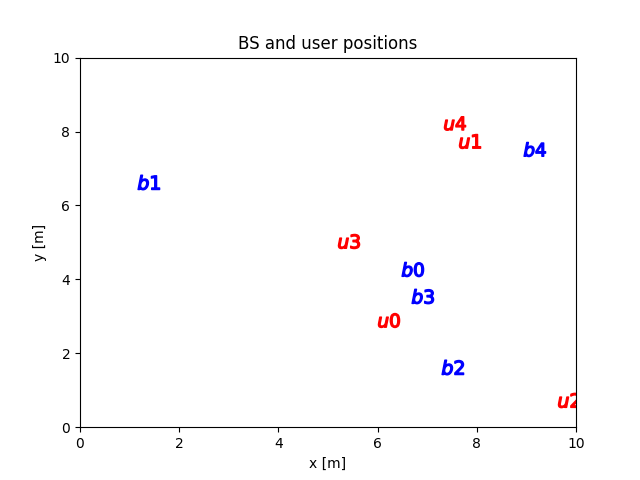 BS and user positions
10
u4
u1
8
b4
b1
6
u3
b0
4
b3
u0
2
b2
u2
0
0 2 4 6 8 10
y [m]
x [m]